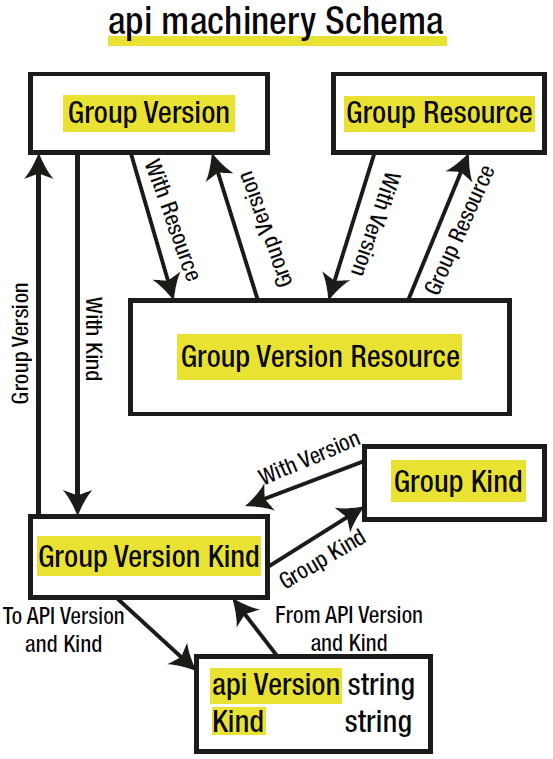 api machinery Schema
Group Version
Group Resource
With Resource
Group Version
With Version
Group Resource
Group Version
With Kind
Group Version Resource
With Version
Group Kind
Group Kind
Group Version Kind
To API Version
and Kind
From API Version
and Kind
api Version string
Kind string